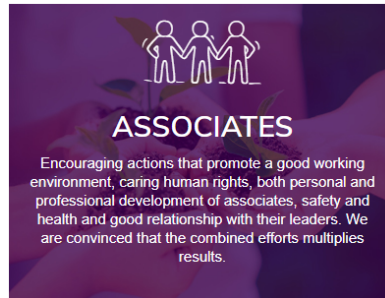 ASSOCIATES
Encouraging actions that promote a good working
environment, caring human rights, both personal and
professional development of associates, safety and
health and good relationship with their leaders. We
are convinced that the combined efforts multiplies
results.